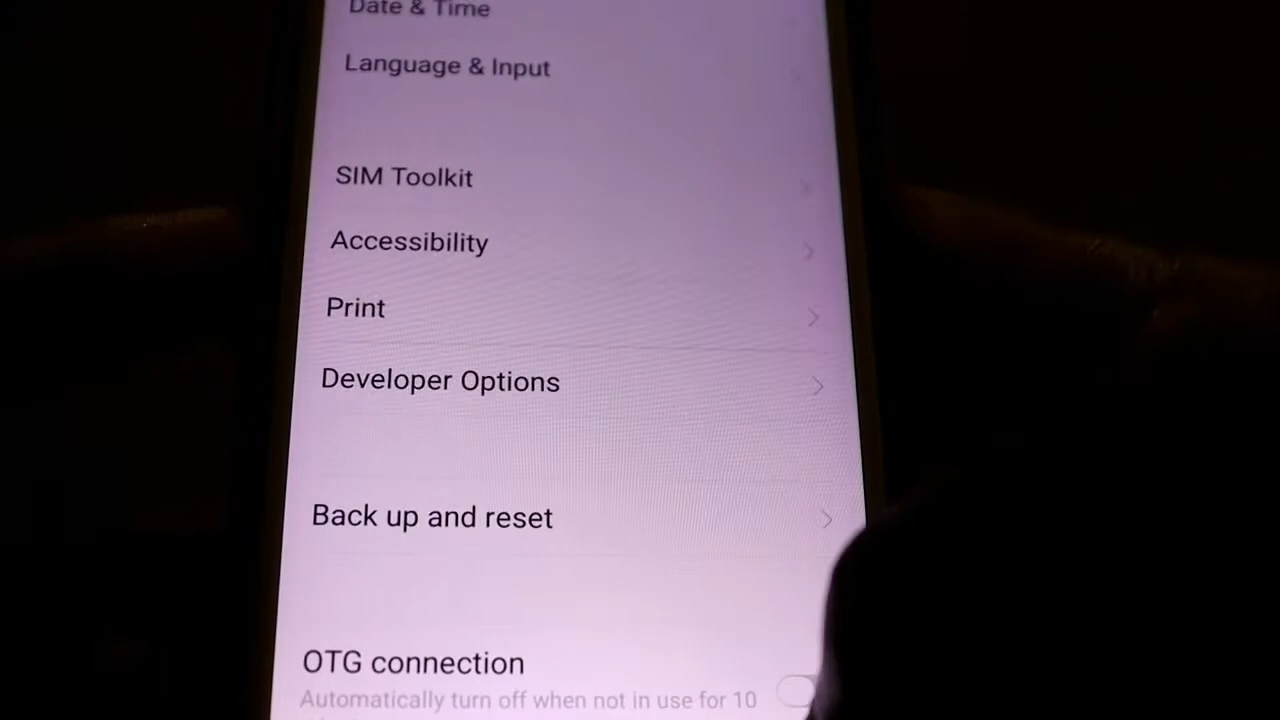 Date & Time
Language & Input
SIM Toolkit
Accessibility
Print
Developer Options
Back up and reset
OTG connection
Automatically turn off when not in use for 10